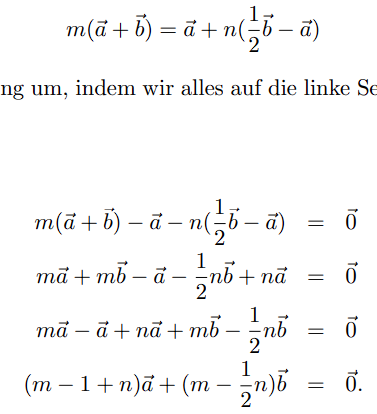 $m(\vec{a} + \vec{b}) = \vec{a} + n(\frac{1}{2}\vec{b} - \vec{a})$
ng um, indem wir alles auf die linke Se
$m(\vec{a} + \vec{b}) - \vec{a} - n(\frac{1}{2}\vec{b} - \vec{a}) = \vec{0}$
$m\vec{a} + m\vec{b} - \vec{a} - \frac{1}{2}n\vec{b} + n\vec{a} = \vec{0}$
$m\vec{a} - \vec{a} + n\vec{a} + m\vec{b} - \frac{1}{2}n\vec{b} = \vec{0}$
$(m - 1 + n)\vec{a} + (m - \frac{1}{2}n)\vec{b} = \vec{0}.$